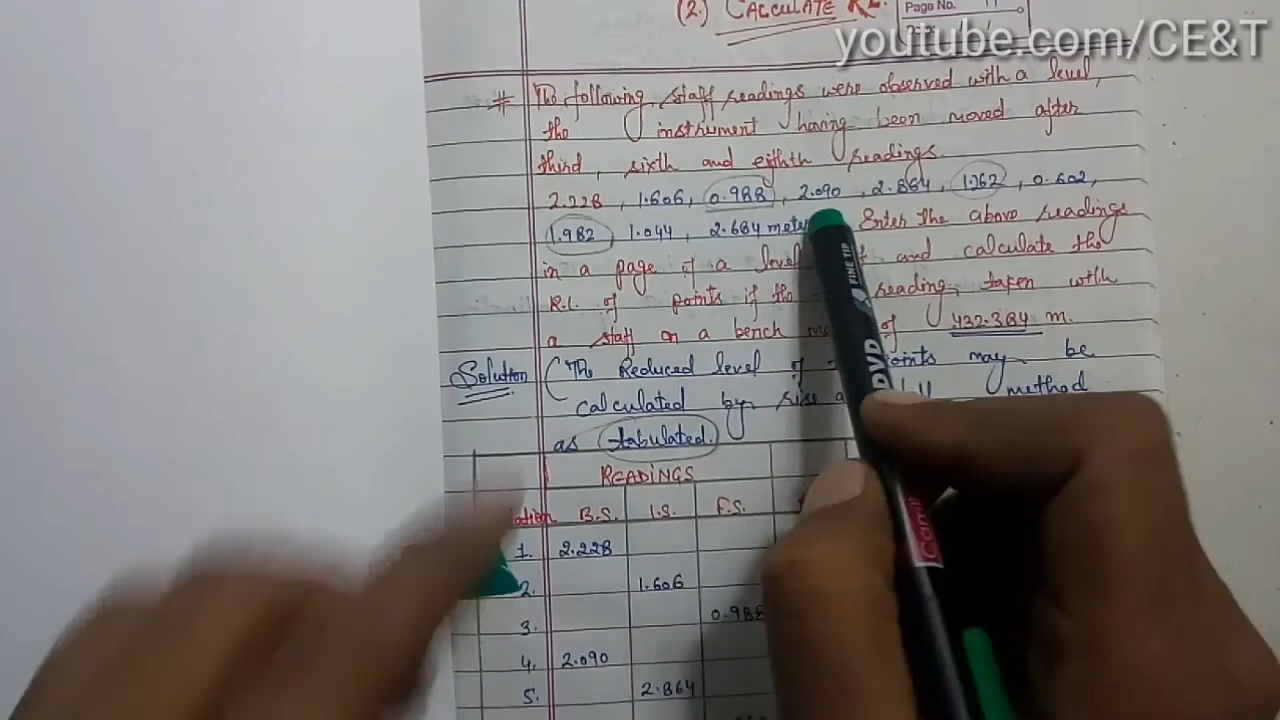 (2.) CALCULATE R.L.
Page No.
youtube.com/CE&T
# The following staff readings were observed with a level,
the instrument having been moved after
third, sixth and eighth readings.
2.228, 1.606, 0.988, 2.090, 2.864, 1.262, 0.602,
1.982, 1.044, 2.684 Enter the above readings
in a page of a level and calculate the
R.L. of points if the reading taken with
a staff on a bench of 432.384 m.
Solution (The Reduced level of points may be
calculated by rise method
as tabulated.
READINGS
B.S. I.S. F.S.
1. 2.228
2. 1.606
3. 0.988
4. 2.090
5. 2.864
FINE TIP
DVD